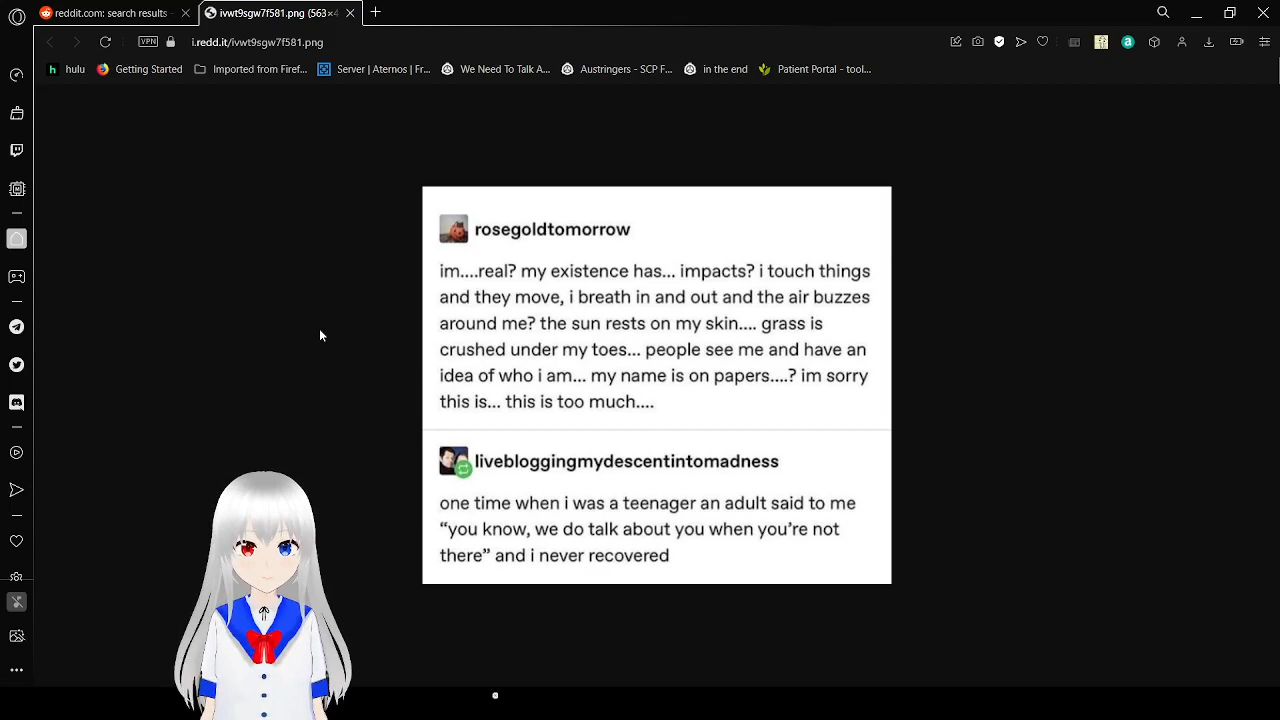 reddit.com: search results -
ivwt9sgw7f581.png (563×4
i.redd.it/ivwt9sgw7f581.png
VPN
hulu
Getting Started
Imported from Firef...
Server | Aternos | Fr...
We Need To Talk A...
Austringers - SCP F...
in the end
Patient Portal - tool...
rosegoldtomorrow
im....real? my existence has... impacts? i touch things
and they move, i breath in and out and the air buzzes
around me? the sun rests on my skin.... grass is
crushed under my toes... people see me and have an
idea of who i am... my name is on papers....? im sorry
this is... this is too much....
livebloggingmydescentintomadness
one time when i was a teenager an adult said to me
“you know, we do talk about you when you’re not
there” and i never recovered